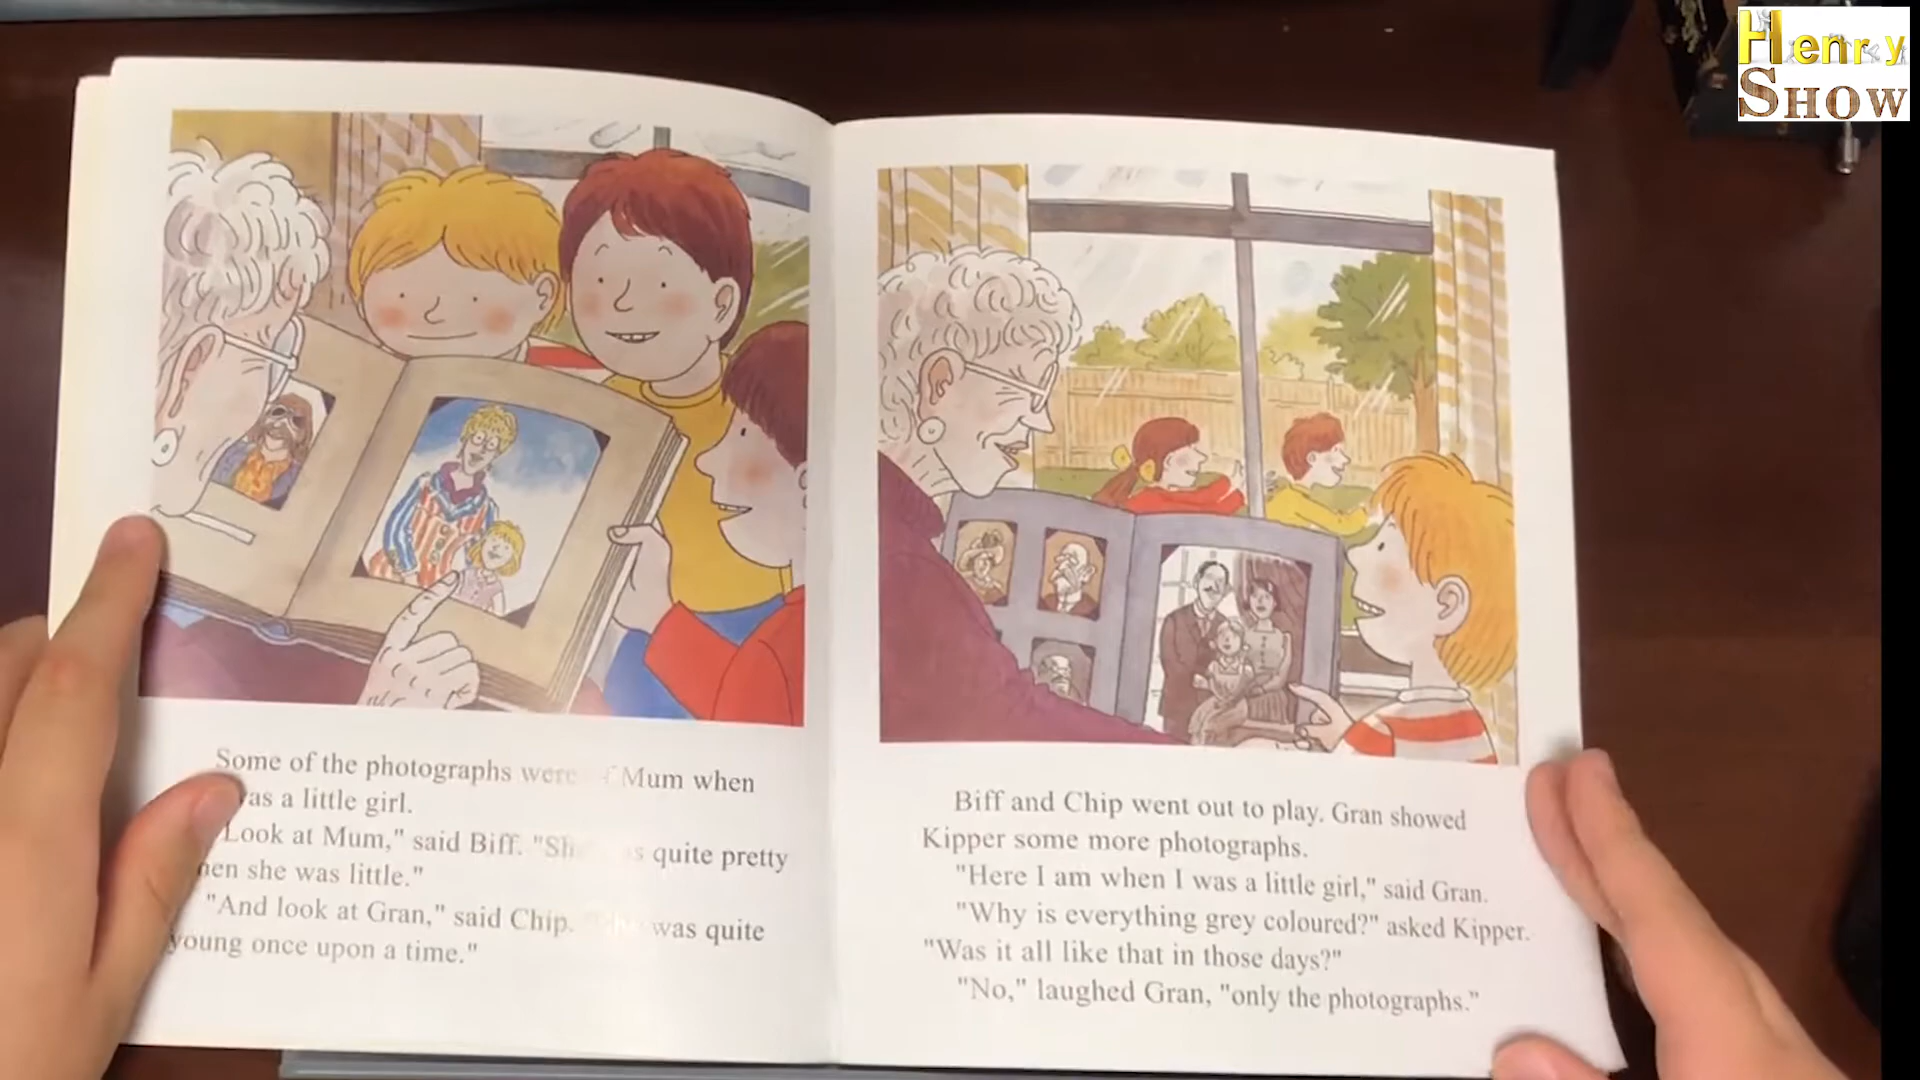 Henry
SHOW
Some of the photographs were of Mum when
was a little girl.
Look at Mum," said Biff. "She was quite pretty
when she was little."
"And look at Gran," said Chip. was quite
young once upon a time."
Biff and Chip went out to play. Gran showed
Kipper some more photographs.
"Here I am when I was a little girl," said Gran.
"Why is everything grey coloured?" asked Kipper.
"Was it all like that in those days?"
"No," laughed Gran, "only the photographs."